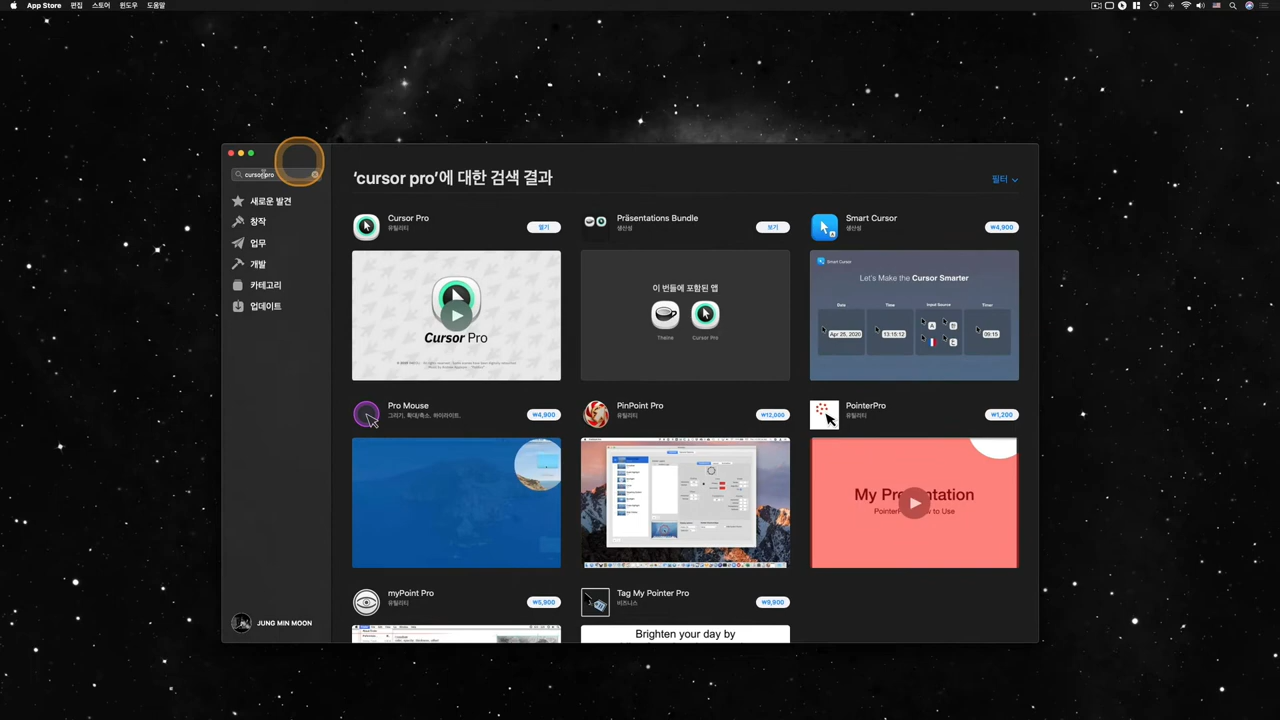 App Store 편집 스토어 윈도우 도움말
cursor pro
새로운 발견
창작
업무
개발
카테고리
업데이트
JUNG MIN MOON
‘cursor pro’에 대한 검색 결과
필터
Cursor Pro
유틸리티
열기
Präsentations Bundle
생산성
보기
Smart Cursor
생산성
₩4,900
Cursor Pro
이 번들에 포함된 앱
Theine
Cursor Pro
Smart Cursor
Let's Make the Cursor Smarter
Date Time Input Source Timer
Apr 25, 2020
13:15:12
09:15
Pro Mouse
그리기, 확대/축소, 하이라이트.
₩4,900
PinPoint Pro
유틸리티
₩12,000
PointerPro
유틸리티
₩1,200
My Presentation
myPoint Pro
유틸리티
₩5,900
Tag My Pointer Pro
비즈니스
₩9,900
Brighten your day by